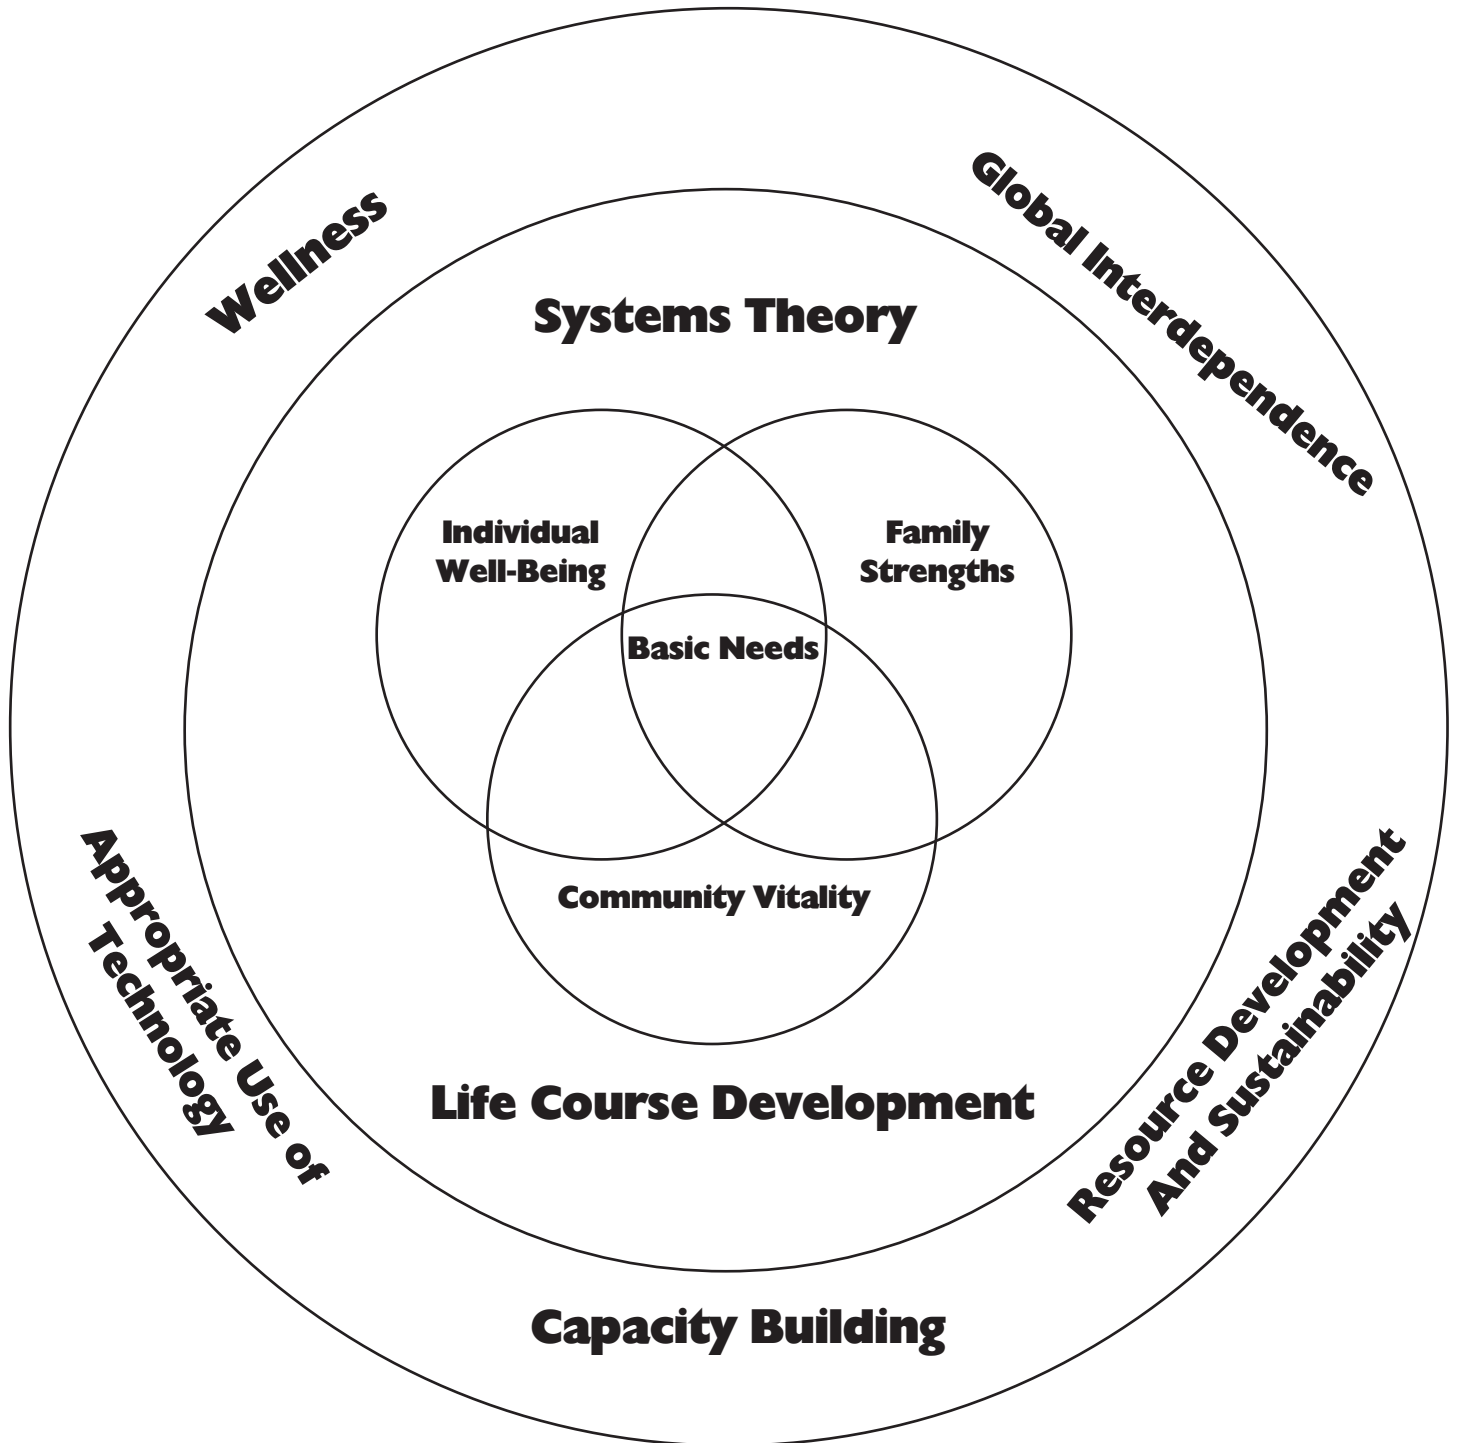 Wellness
Global Interdependence
Systems Theory
Individual
Well-Being
Family
Strengths
Basic Needs
Community Vitality
Appropriate Use of
Technology
Resource Development
And Sustainability
Life Course Development
Capacity Building